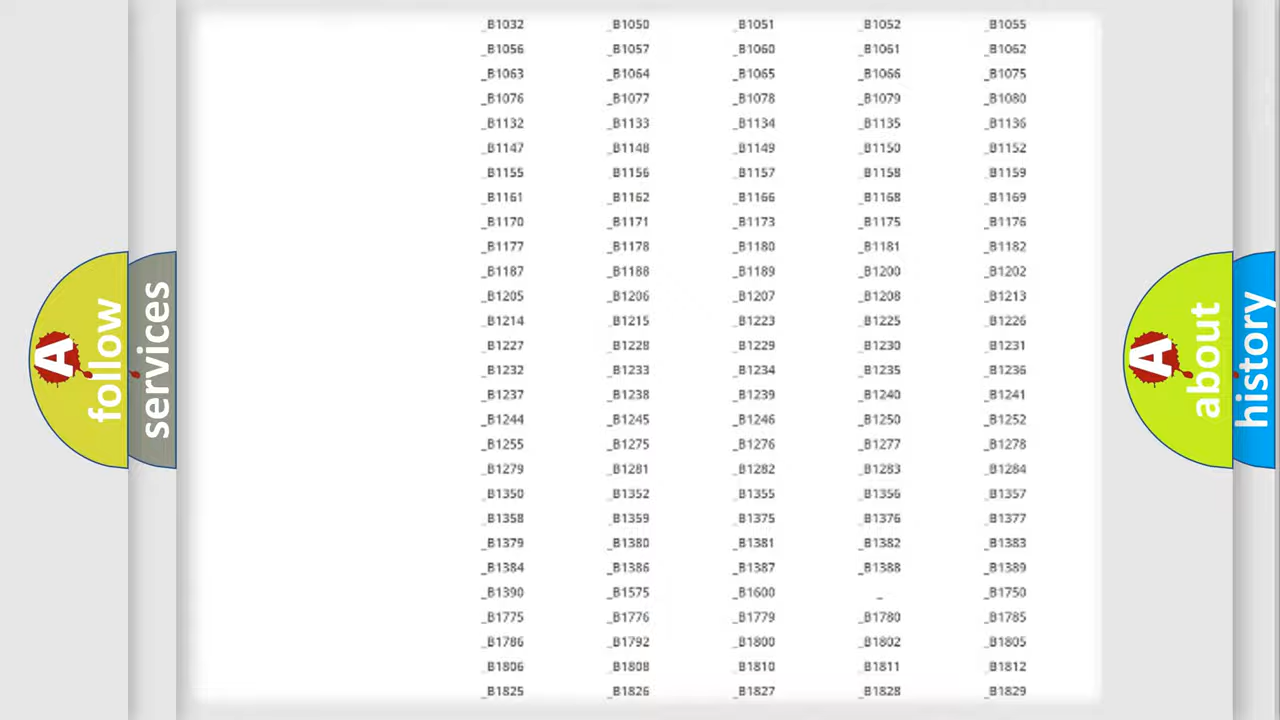 _B1032 _B1050 _B1051 _B1052 _B1055
_B1056 _B1057 _B1060 _B1061 _B1062
_B1063 _B1064 _B1065 _B1066 _B1075
_B1076 _B1077 _B1078 _B1079 _B1080
_B1132 _B1133 _B1134 _B1135 _B1136
_B1147 _B1148 _B1149 _B1150 _B1152
_B1155 _B1156 _B1157 _B1158 _B1159
_B1161 _B1162 _B1166 _B1168 _B1169
_B1170 _B1171 _B1173 _B1175 _B1176
_B1177 _B1178 _B1180 _B1181 _B1182
_B1187 _B1188 _B1189 _B1200 _B1202
_B1205 _B1206 _B1207 _B1208 _B1213
_B1214 _B1215 _B1223 _B1225 _B1226
_B1227 _B1228 _B1229 _B1230 _B1231
_B1232 _B1233 _B1234 _B1235 _B1236
_B1237 _B1238 _B1239 _B1240 _B1241
_B1244 _B1245 _B1246 _B1250 _B1252
_B1255 _B1275 _B1276 _B1277 _B1278
_B1279 _B1281 _B1282 _B1283 _B1284
_B1350 _B1352 _B1355 _B1356 _B1357
_B1358 _B1359 _B1375 _B1376 _B1377
_B1379 _B1380 _B1381 _B1382 _B1383
_B1384 _B1386 _B1387 _B1388 _B1389
_B1390 _B1575 _B1600 _ _B1750
_B1775 _B1776 _B1779 _B1780 _B1785
_B1786 _B1792 _B1800 _B1802 _B1805
_B1806 _B1808 _B1810 _B1811 _B1812
_B1825 _B1826 _B1827 _B1828 _B1829
A follow
services
A about
history